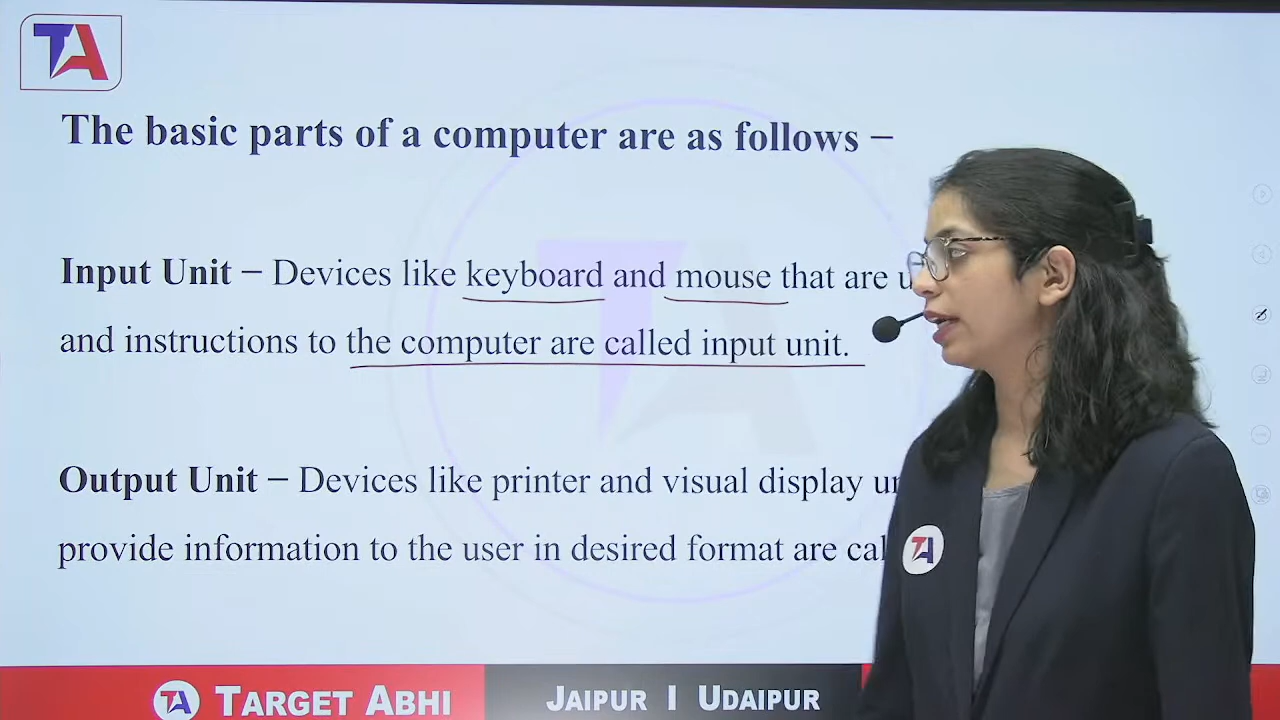 TA
The basic parts of a computer are as follows –
Input Unit – Devices like keyboard and mouse that are
and instructions to the computer are called input unit.
Output Unit – Devices like printer and visual display
provide information to the user in desired format are
TA
TA TARGET ABHI
JAIPUR I UDAIPUR